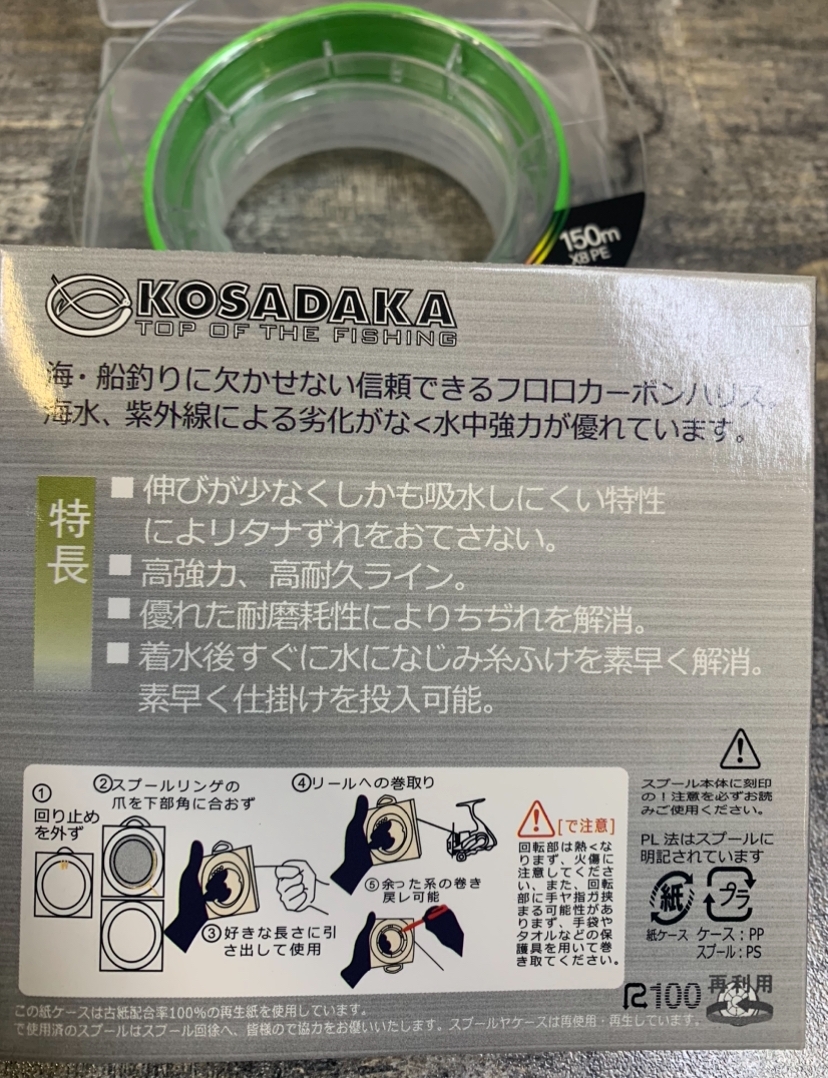 150m
X8 PE
KOSADAKA
TOP OF THE FISHING
海・船釣りに欠かせない信頼できるフロロカーボンハリス。
海水、紫外線による劣化がなく水中強力が優れています。
特長
■ 伸びが少なくしかも吸水しにくい特性
によリタナずれをおてさない。
■ 高強力、高耐久ライン。
■ 優れた耐磨耗性によりちぢれを解消。
■ 着水後すぐに水になじみ糸ふけを素早く解消。
素早く仕掛けを投入可能。
①
回り止め
を外ず
②スプールリンゲの
爪を下部角に合おず
③好きな長さに引
さ出して使用
④リールへの巻取り
⑤余った系の巻き
戻レ可能
[で注意]
回転部は熱<な
りまず、火傷に
注意してくださ
い、また、回転
部に手ヤ指ガ挟
まる可能性があ
りまず、手袋や
タオルなどの保
護具を用いて巻
き取てください。
スプール本体に刻印
の！注意を必ずお読
みご使用ください。
PL 法はスプールに
明記されています
紙
プラ
紙ケース ケース：PP
スプール：PS
R100 再利用
この紙ケースは古紙配合率100%の再生紙を使用しています。
で使用済のスプールはスプール回徐へ、皆様ので協力をお優いいたします。スプールヤケースは再使用・再生しています。